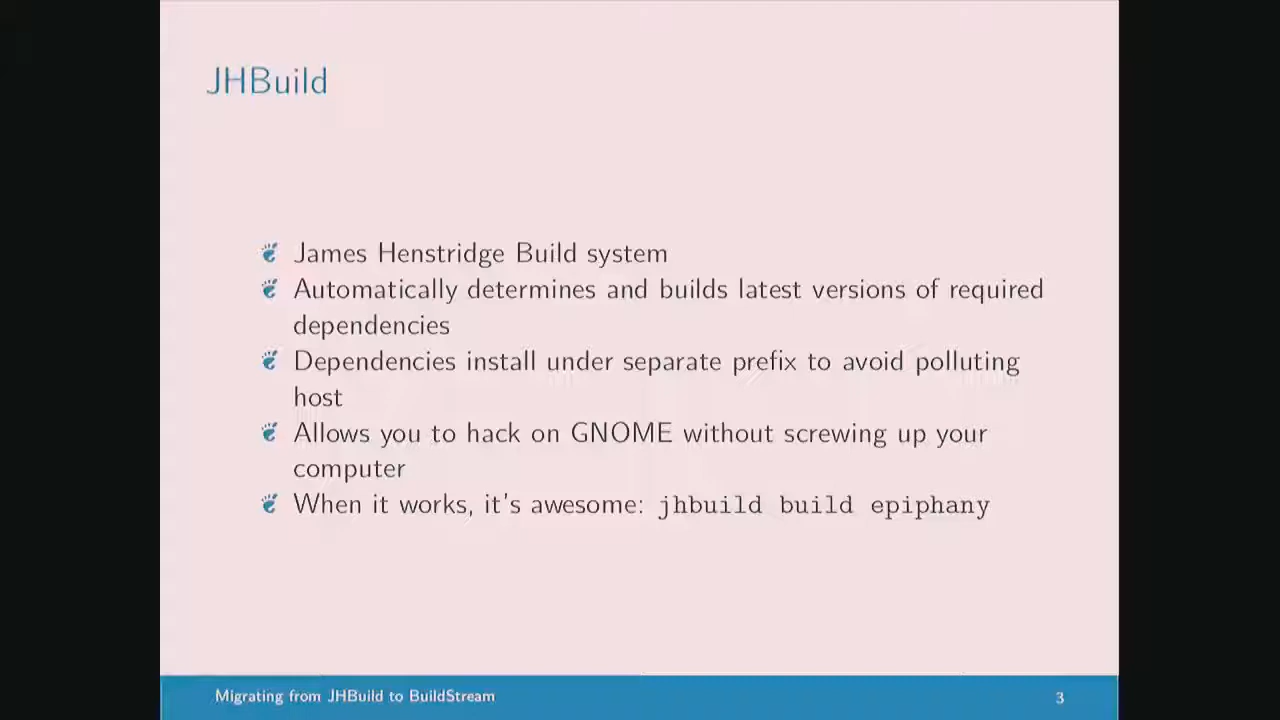 JHBuild
James Henstridge Build system
Automatically determines and builds latest versions of required
dependencies
Dependencies install under separate prefix to avoid polluting
host
Allows you to hack on GNOME without screwing up your
computer
When it works, it's awesome: jhbuild build epiphany
Migrating from JHBuild to BuildStream
3